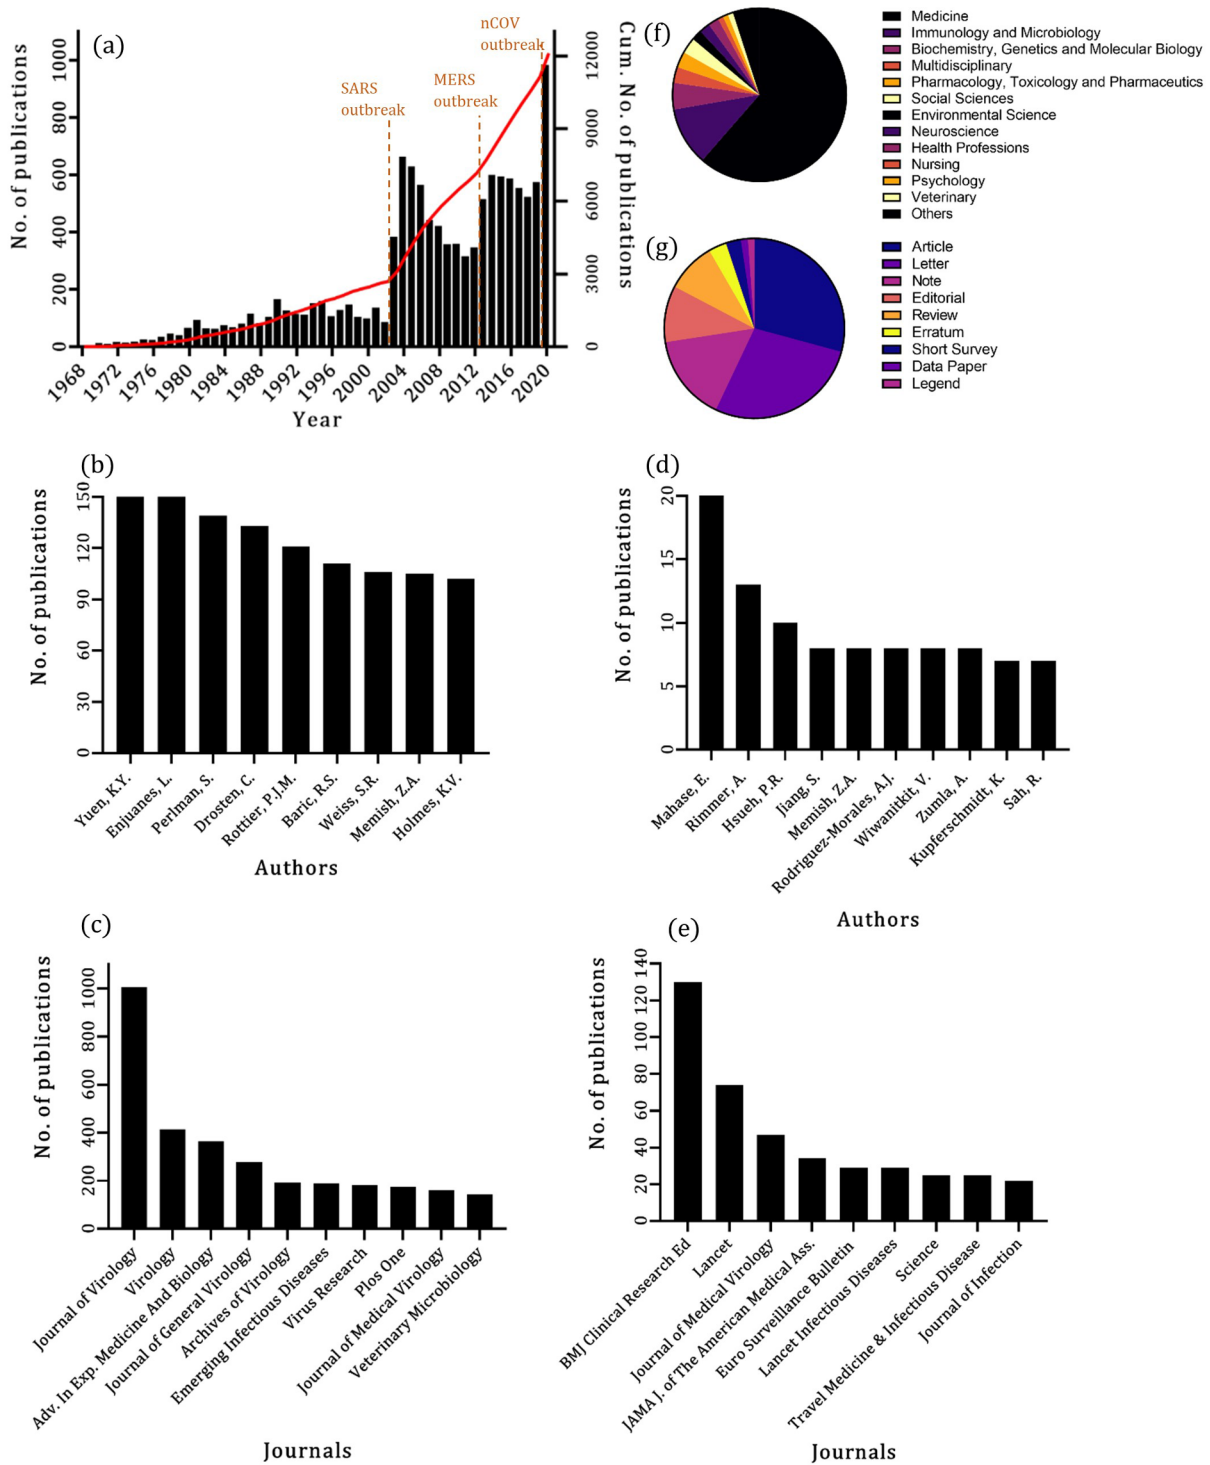 (a)
No. of publications
1000
800
600
400
200
0
SARS
outbreak
MERS
outbreak
nCOV
outbreak
12000
9000
6000
3000
0
Cum. No. of publications
1968
1972
1976
1980
1984
1988
1992
1996
2000
2004
2008
2012
2016
2020
Year
(f)
Medicine
Immunology and Microbiology
Biochemistry, Genetics and Molecular Biology
Multidisciplinary
Pharmacology, Toxicology and Pharmaceutics
Social Sciences
Environmental Science
Neuroscience
Health Professions
Nursing
Psychology
Veterinary
Others
(g)
Article
Letter
Note
Editorial
Review
Erratum
Short Survey
Data Paper
Legend
(b)
No. of publications
150
120
90
60
30
0
Yuen, K.Y.
Enjuanes, L.
Perlman, S.
Drosten, C.
Rottier, P.J.M.
Baric, R.S.
Weiss, S.R.
Memish, Z.A.
Holmes, K.V.
Authors
(d)
No. of publications
20
15
10
5
0
Mahase, E.
Rimmer, A.
Hsueh, P.R.
Jiang, S.
Memish, Z.A.
Rodriguez-Morales, A.J.
Wiwanitkit, V.
Zumla, A.
Kupferschmidt, K.
Sah, R.
Authors
(c)
No. of publications
1000
800
600
400
200
0
Journal of Virology
Virology
Adv. In Exp. Medicine And Biology
Journal of General Virology
Archives of Virology
Emerging Infectious Diseases
Virus Research
Plos One
Journal of Medical Virology
Veterinary Microbiology
Journals
(e)
No. of publications
140
120
100
80
60
40
20
0
BMJ Clinical Research Ed
Lancet
Journal of Medical Virology
JAMA J. of The American Medical Ass.
Euro Surveillance Bulletin
Lancet Infectious Diseases
Science
Travel Medicine & Infectious Disease
Journal of Infection
Journals